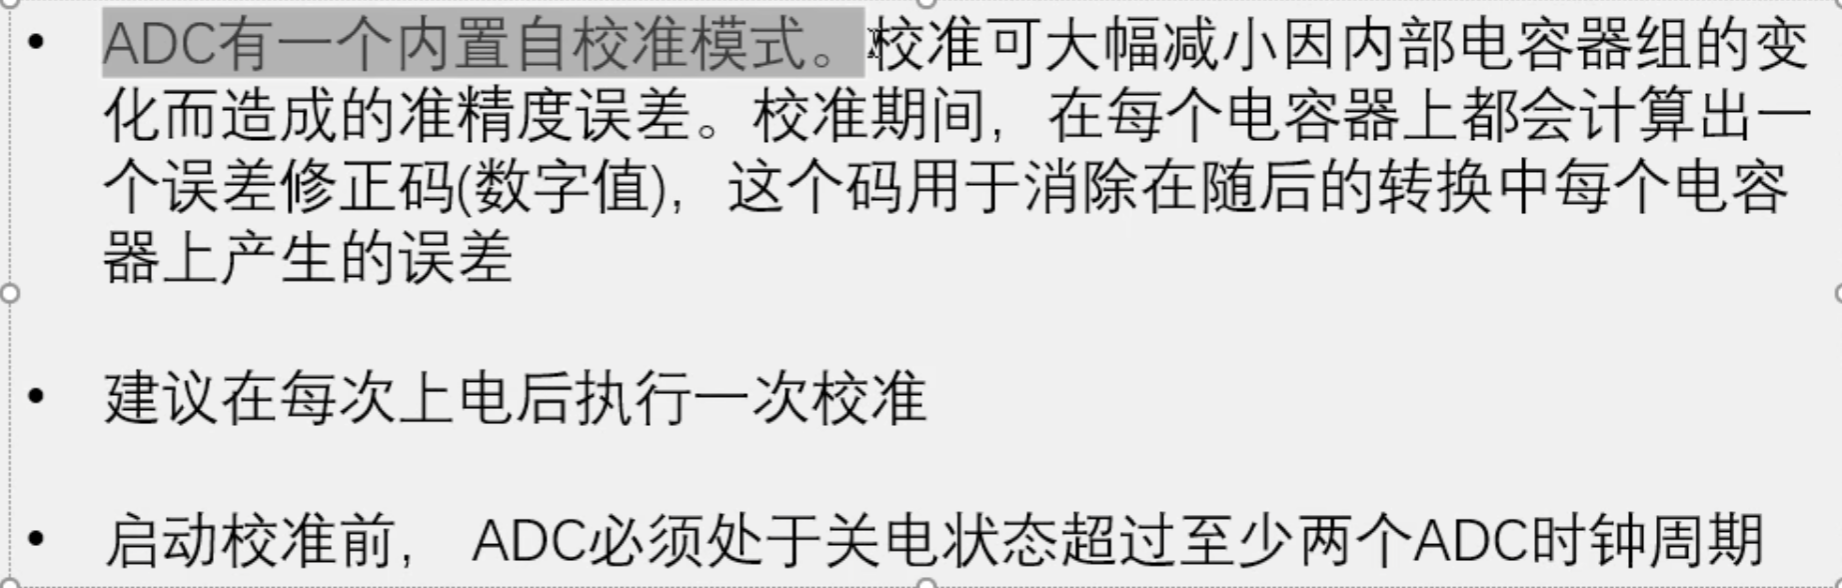 • ADC有一个内置自校准模式。校准可大幅减小因内部电容器组的变
化而造成的准精度误差。校准期间，在每个电容器上都会计算出一
个误差修正码(数字值)，这个码用于消除在随后的转换中每个电容
器上产生的误差
• 建议在每次上电后执行一次校准
• 启动校准前， ADC必须处于关电状态超过至少两个ADC时钟周期